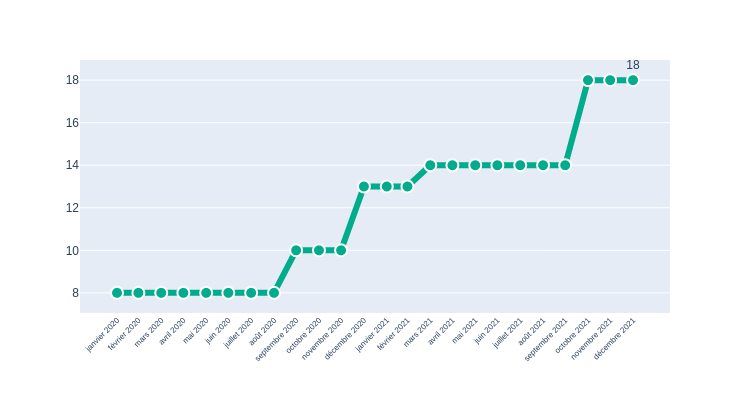 18
18
16
14
12
10
8
janvier 2020
février 2020
mars 2020
avril 2020
mai 2020
juin 2020
juillet 2020
août 2020
septembre 2020
octobre 2020
novembre 2020
décembre 2020
janvier 2021
février 2021
mars 2021
avril 2021
mai 2021
juin 2021
juillet 2021
août 2021
septembre 2021
octobre 2021
novembre 2021
décembre 2021